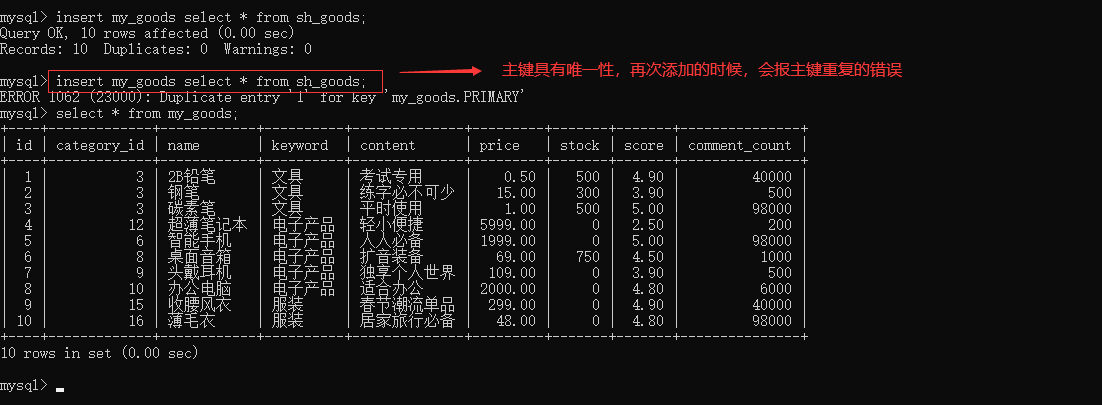 mysql> insert my_goods select * from sh_goods;
Query OK, 10 rows affected (0.00 sec)
Records: 10  Duplicates: 0  Warnings: 0
mysql> insert my_goods select * from sh_goods;
主键具有唯一性，再次添加的时候，会报主键重复的错误
ERROR 1062 (23000): Duplicate entry '1' for key 'my_goods.PRIMARY'
mysql> select * from my_goods;
+----+-------------+------------+----------+--------------+---------+-------+-------+---------------+
| id | category_id | name       | keyword  | content      | price   | stock | score | comment_count |
+----+-------------+------------+----------+--------------+---------+-------+-------+---------------+
|  1 |           3 | 2B铅笔     | 文具     | 考试专用     |    0.50 |   500 |  4.90 |         40000 |
|  2 |           3 | 钢笔       | 文具     | 练字必不可少 |   15.00 |   300 |  3.90 |           500 |
|  3 |           3 | 碳素笔     | 文具     | 平时使用     |    1.00 |   500 |  5.00 |         98000 |
|  4 |          12 | 超薄笔记本 | 电子产品 | 轻小便捷     | 5999.00 |     0 |  2.50 |           200 |
|  5 |           6 | 智能手机   | 电子产品 | 人人必备     | 1999.00 |     0 |  5.00 |         98000 |
|  6 |           8 | 桌面音箱   | 电子产品 | 扩音装备     |   69.00 |   750 |  4.50 |          1000 |
|  7 |           9 | 头戴耳机   | 电子产品 | 独享个人世界 |  109.00 |     0 |  3.90 |           500 |
|  8 |          10 | 办公电脑   | 电子产品 | 适合办公     | 2000.00 |     0 |  4.80 |          6000 |
|  9 |          15 | 收腰风衣   | 服装     | 春节潮流单品 |  299.00 |     0 |  4.90 |         40000 |
| 10 |          16 | 薄毛衣     | 服装     | 居家旅行必备 |   48.00 |     0 |  4.80 |         98000 |
+----+-------------+------------+----------+--------------+---------+-------+-------+---------------+
10 rows in set (0.00 sec)
mysql>